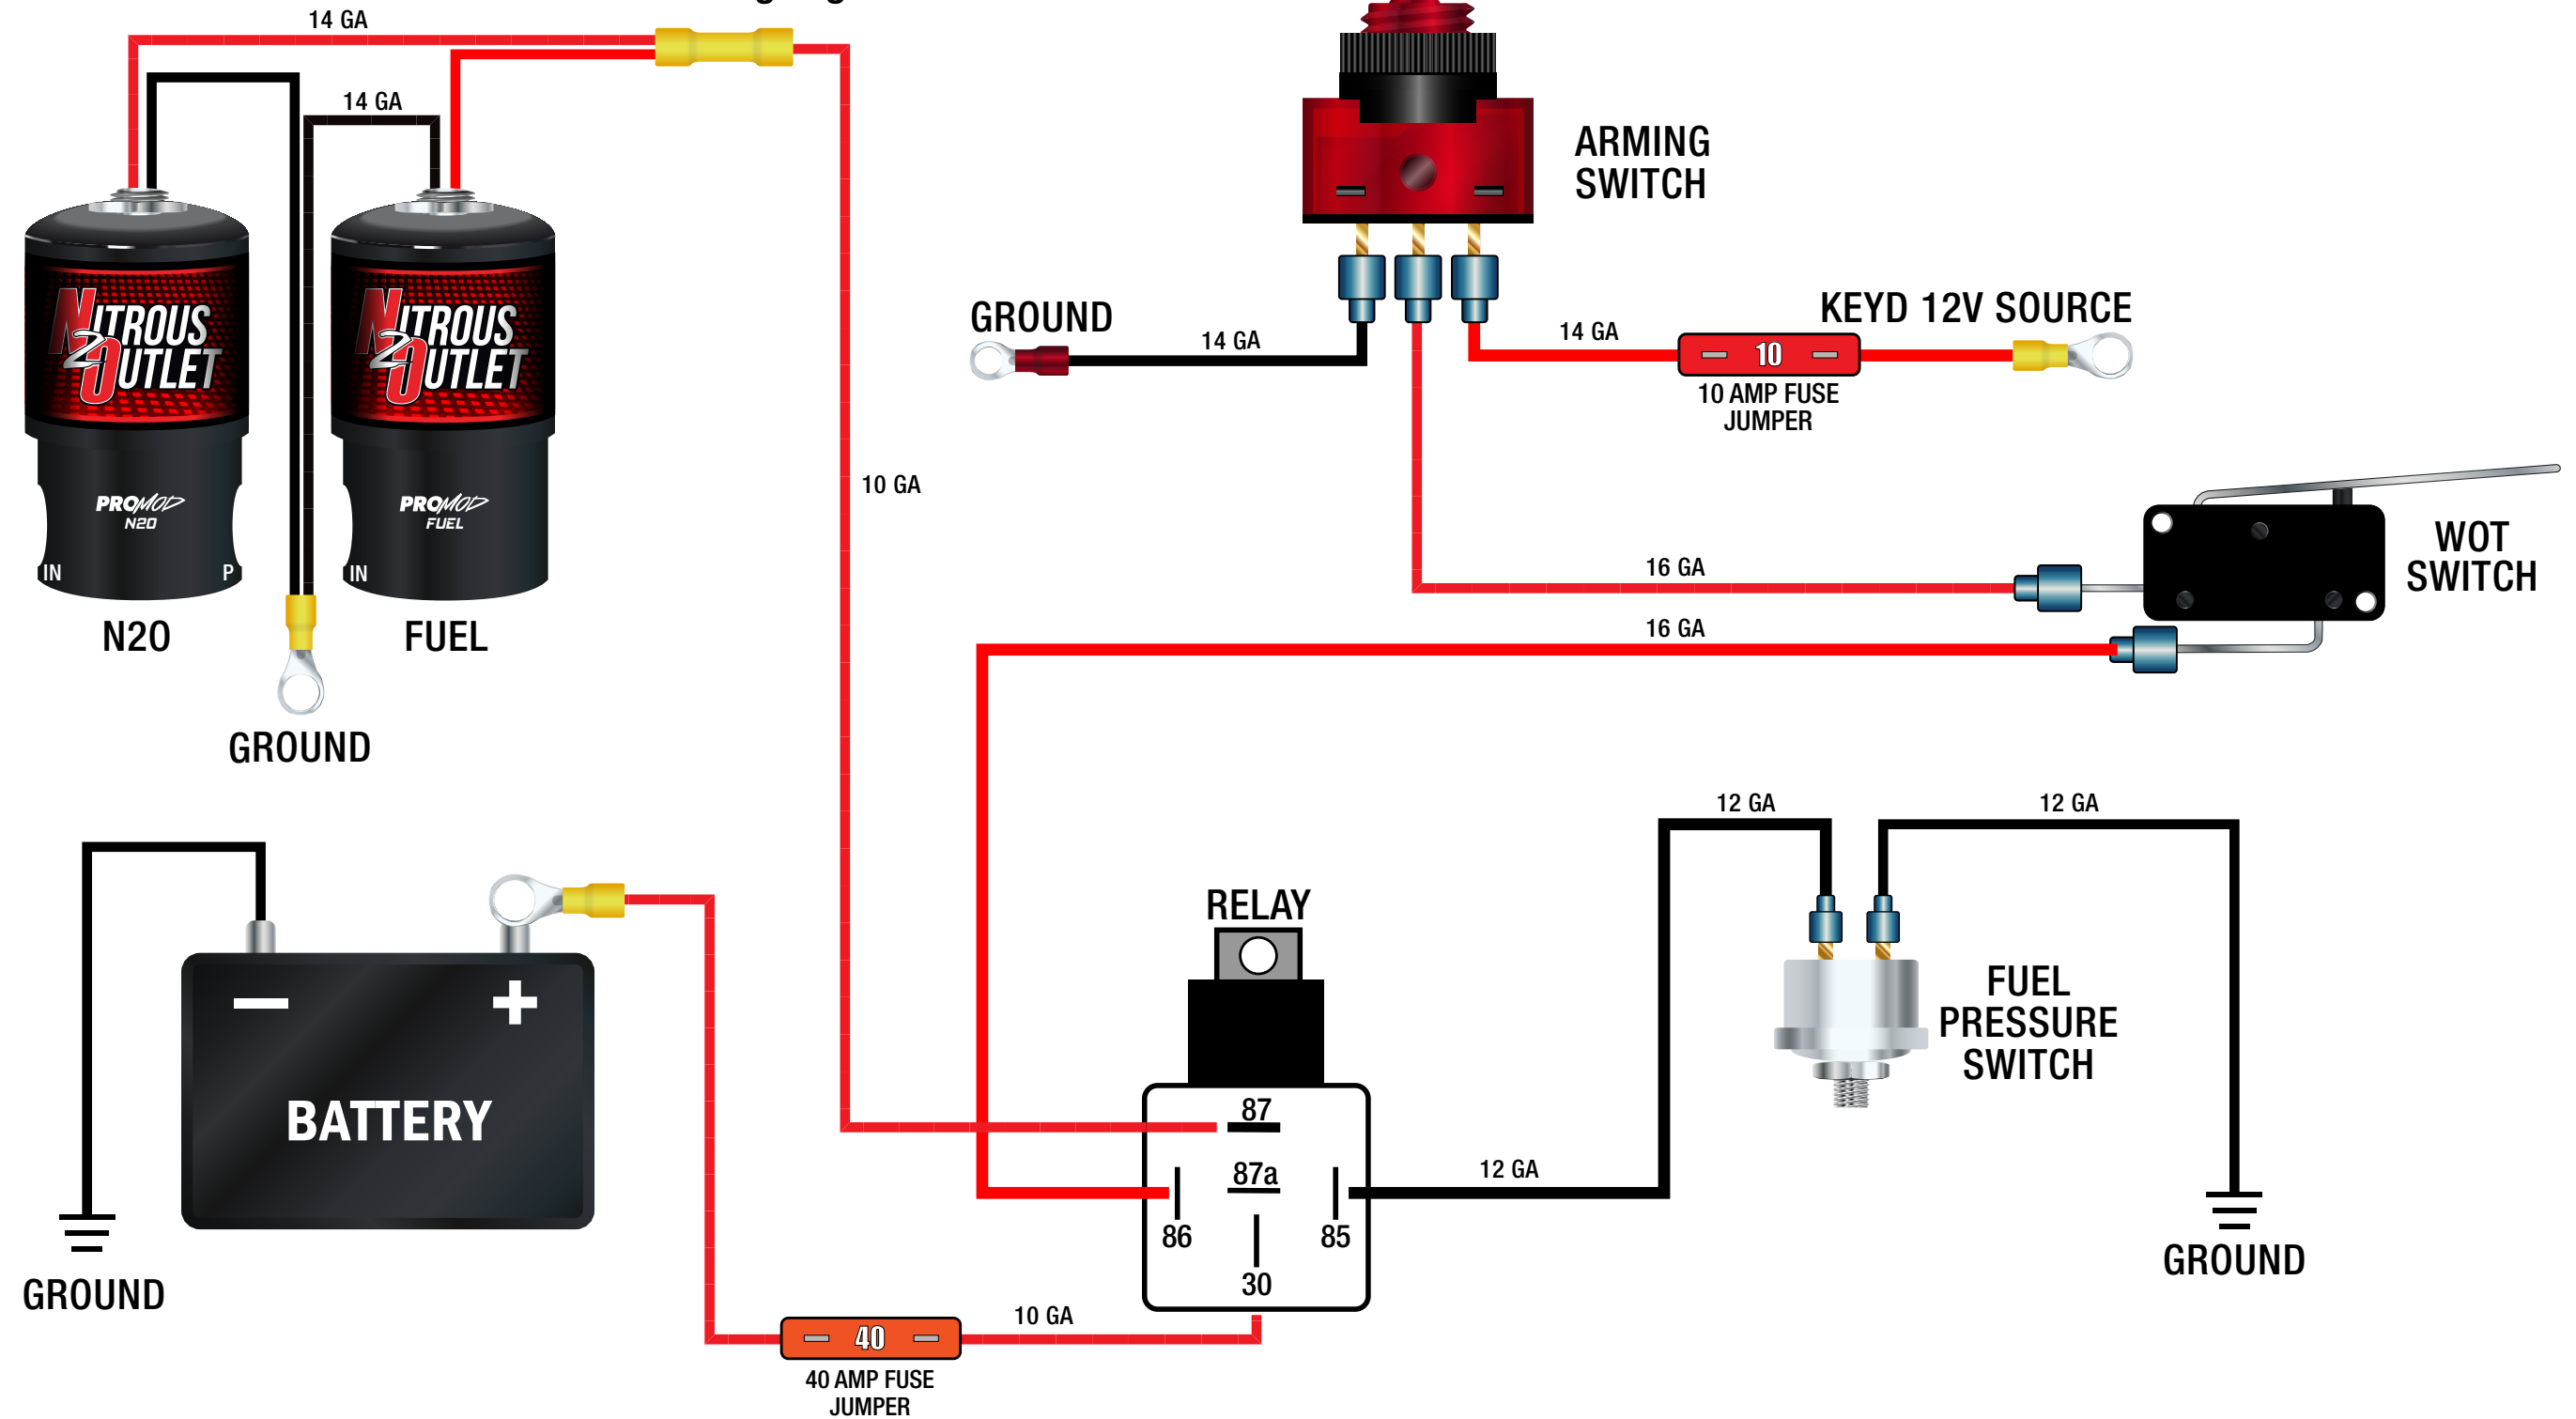 14 GA
14 GA
NITROUS
2
OUTLET
PROMOD
N2O
IN
P
N2O
NITROUS
2
OUTLET
PROMOD
FUEL
IN
FUEL
GROUND
10 GA
ARMING
SWITCH
GROUND
14 GA
14 GA
KEYD 12V SOURCE
10
10 AMP FUSE
JUMPER
16 GA
16 GA
WOT
SWITCH
BATTERY
GROUND
40
40 AMP FUSE
JUMPER
10 GA
RELAY
87
87a
86
85
30
12 GA
12 GA
12 GA
FUEL
PRESSURE
SWITCH
GROUND